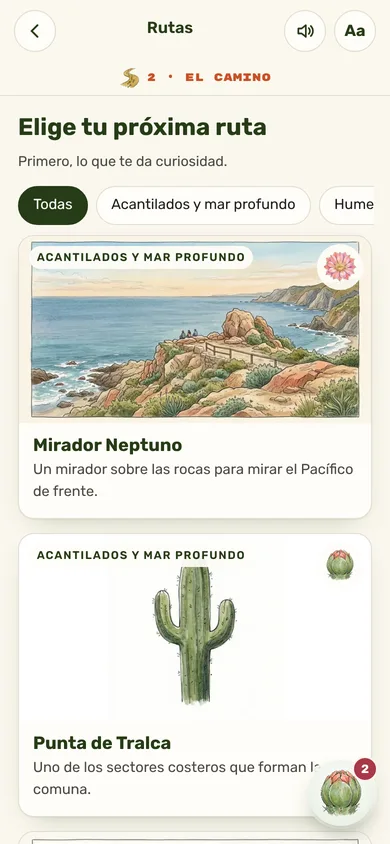 Rutas
Aa
2 · EL CAMINO
Elige tu próxima ruta
Primero, lo que te da curiosidad.
Todas
Acantilados y mar profundo
Hume
ACANTILADOS Y MAR PROFUNDO
Mirador Neptuno
Un mirador sobre las rocas para mirar el Pacífico
de frente.
ACANTILADOS Y MAR PROFUNDO
Punta de Tralca
Uno de los sectores costeros que forman
comuna.
2